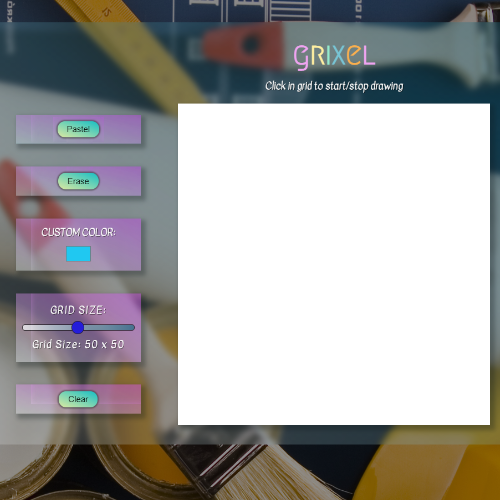 GRIXEL
Click in grid to start/stop drawing
Pastel
Erase
CUSTOM COLOR:
GRID SIZE:
Grid Size: 50 x 50
Clear